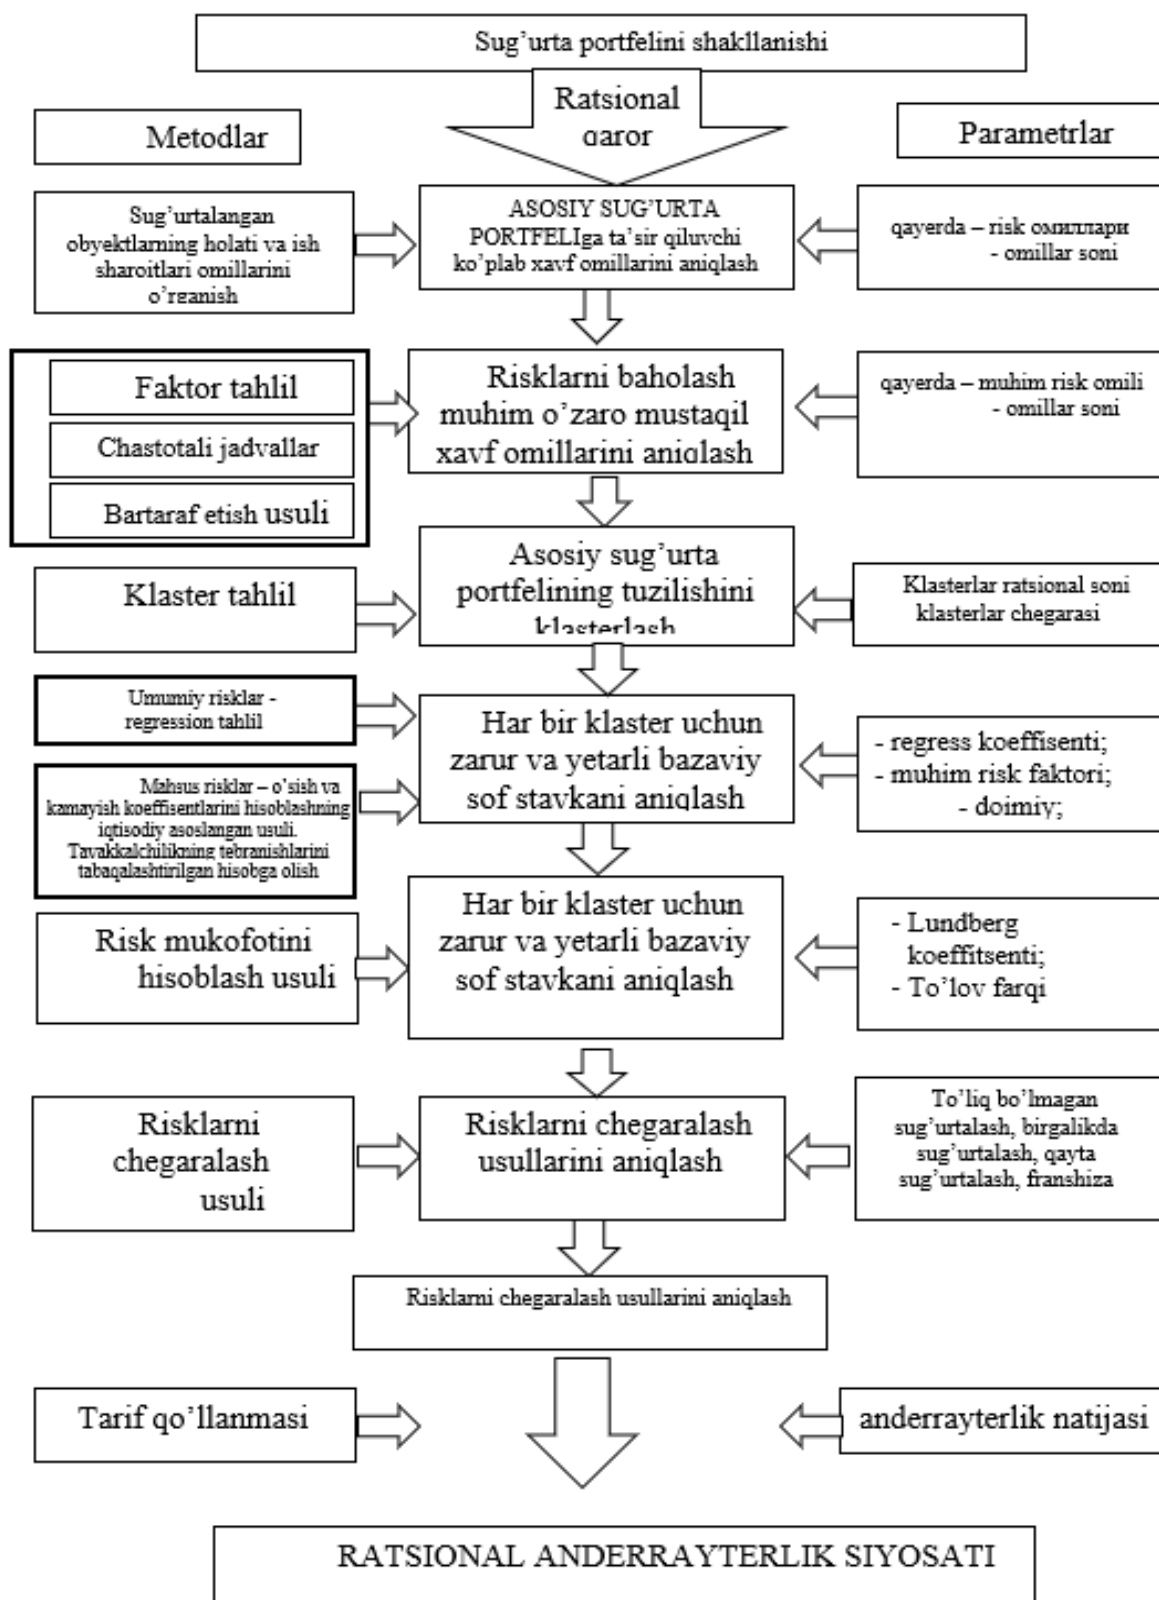 Sug’urta portfelini shakllanishi
Ratsional
qaror
Metodlar
Parametrlar
Sug’urtalangan
obyektlarning holati va ish
sharoitlari omillarini
o’rganish
ASOSIY SUG’URTA
PORTFELIga ta’sir qiluvchi
ko’plab xavf omillarini aniqlash
qayerda – risk омиллари
- omillar soni
Faktor tahlil
Chastotali jadvallar
Bartaraf etish usuli
Risklarni baholash
muhim o’zaro mustaqil
xavf omillarini aniqlash
qayerda – muhim risk omili
- omillar soni
Klaster tahlil
Asosiy sug’urta
portfelining tuzilishini
klasterlash
Klasterlar ratsional soni
klasterlar chegarasi
Umumiy risklar -
regression tahlil
Mahsus risklar – o’sish va
kamayish koeffisentlarini hisoblashning
iqtisodiy asoslangan usuli.
Tavakkalchilikning tebranishlarini
tabaqalashtirilgan hisobga olish
Har bir klaster uchun
zarur va yetarli bazaviy
sof stavkani aniqlash
- regress koeffisenti;
- muhim risk faktori;
- doimiy;
Risk mukofotini
hisoblash usuli
Har bir klaster uchun
zarur va yetarli bazaviy
sof stavkani aniqlash
- Lundberg
koeffitsenti;
- To’lov farqi
Risklarni
chegaralash
usuli
Risklarni chegaralash
usullarini aniqlash
To’liq bo’lmagan
sug’urtalash, birgalikda
sug’urtalash, qayta
sug’urtalash, franshiza
Risklarni chegaralash usullarini aniqlash
Tarif qo’llanmasi
anderrayterlik natijasi
RATSIONAL ANDERRAYTERLIK SIYOSATI